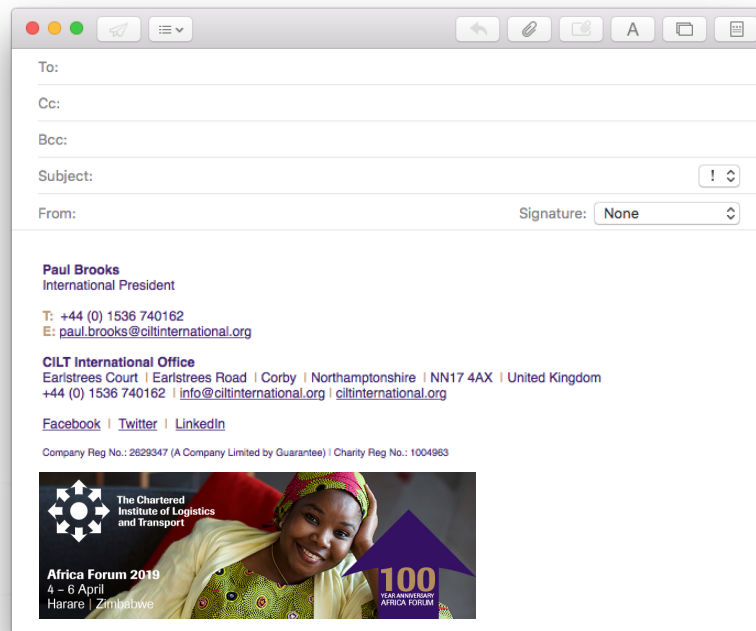 To:
Cc:
Bcc:
Subject:
!
From:
Signature: None
Paul Brooks
International President
T: +44 (0) 1536 740162
E: paul.brooks@ciltinternational.org
CILT International Office
Earlstrees Court | Earlstrees Road | Corby | Northamptonshire | NN17 4AX | United Kingdom
+44 (0) 1536 740162 | info@ciltinternational.org | ciltinternational.org
Facebook | Twitter | LinkedIn
Company Reg No.: 2629347 (A Company Limited by Guarantee) | Charity Reg No.: 1004963
The Chartered
Institute of Logistics
and Transport
Africa Forum 2019
4 – 6 April
Harare | Zimbabwe
100
YEAR ANNIVERSARY
AFRICA FORUM